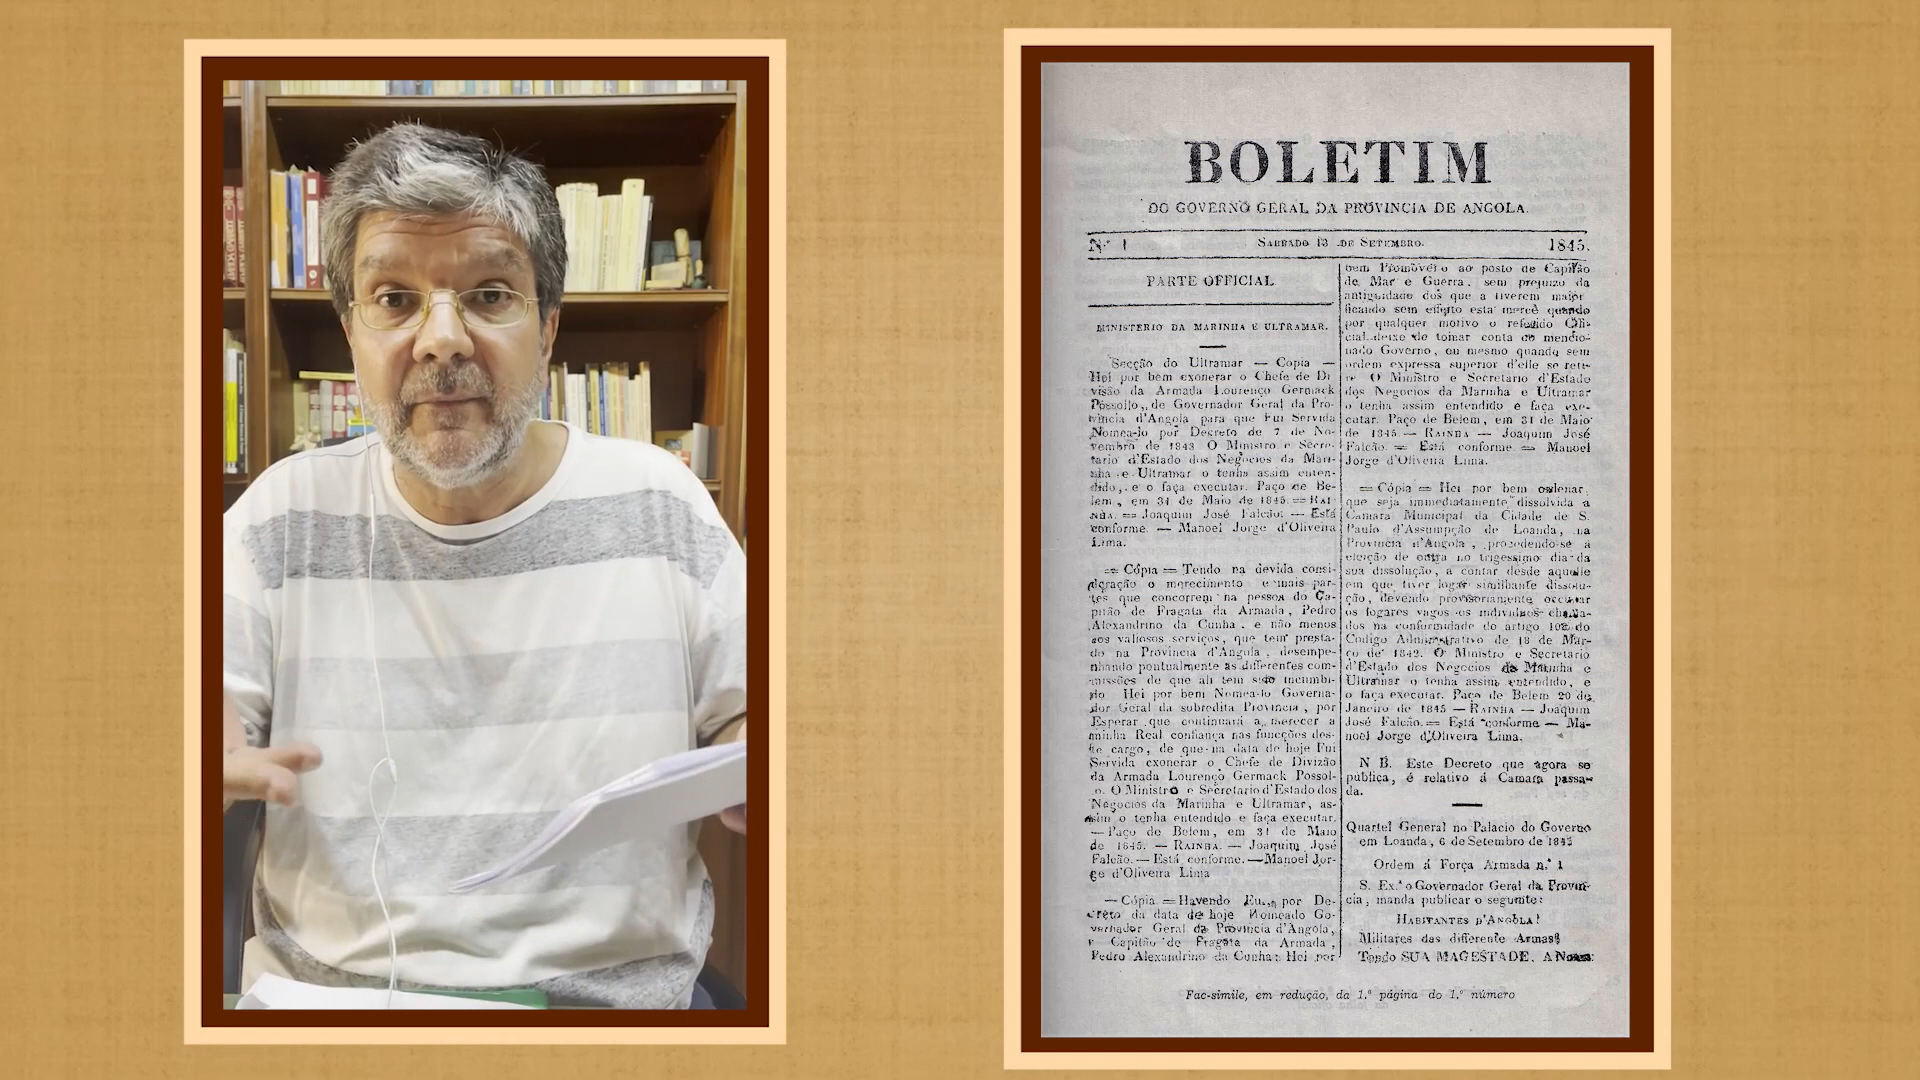 BOLETIM
DO GOVERNO GERAL DA PROVINCIA DE ANGOLA.
N.º 1 SABBADO 13 DE SETEMBRO. 1845.
PARTE OFFICIAL
MINISTERIO DA MARINHA E ULTRAMAR.
Secção do Ultramar — Copia —
Hei por bem exonerar o Chefe de Di
visão da Armada Lourenço Germack
Possollo, de Governador Geral da Pro-
vincia d'Angola para que Fui Servida
Nomea-lo por Decreto de 7 de No-
vembro de 1843 O Ministro e Secre-
tario d'Estado dos Negocios da Mari-
nha e Ultramar o tenha assim enten-
dido, e o faça executar. Paço de Be-
lem, em 31 de Maio de 1845. = RAI-
NHA. = Joaquim José Falcão. — Está
conforme. — Manoel Jorge d'Oliveira
Lima.
= Cópia = Tendo na devida consi-
deração o merecimento e mais par-
tes que concorrem na pessoa do Ca-
pitão de Fragata da Armada, Pedro
Alexandrino da Cunha, e não menos
aos valiosos serviços, que tem presta-
do na Provincia d'Angola, desempe-
nhando pontualmente as differentes com-
missões de que ali tem sido incumbi-
do Hei por bem Nomea-lo Governa-
dor Geral da sobredita Provincia, por
Esperar que continuará a merecer a
minha Real confiança nas funcções des-
te cargo, de que na data de hoje Fui
Servida exonerar o Chefe de Divizão
da Armada Lourenço Germack Possol-
o. O Ministro e Secretario d'Estado dos
Negocios da Marinha e Ultramar, as-
sim o tenha entendido e faça executar.
— Paço de Belem, em 31 de Maio
de 1845. — RAINHA. — Joaquim José
Falcão. — Está conforme. — Manoel Jor-
ge d'Oliveira Lima
— Cópia. = Havendo Eu por De-
creto da data de hoje Nomeado Go-
vernador Geral da Provincia d'Angola,
Capitão de Fragata da Armada,
Pedro Alexandrino da Cunha: Hei por
bem Promovel-o ao posto de Capitão
de Mar e Guerra, sem prejuizo da
antiguidade dos que a tiverem maior
ficando sem effeito esta mercê quando
por qualquer motivo o referido Offi-
cial deixe de tomar conta do mencio-
nado Governo, ou mesmo quando sem
ordem expressa superior d'elle se reti-
re O Ministro e Secretario d'Estado
dos Negocios da Marinha e Ultramar
o tenha assim entendido e faça exe-
cutar. Paço de Belem, em 31 de Maio
de 1845 — RAINHA — Joaquim José
Falcão = Está conforme = Manoel
Jorge d'Oliveira Lima.
= Cópia = Hei por bem ordenar,
que seja immediatamente dissolvida a
Camara Municipal da Cidade de S.
Paulo d'Assumpção de Loanda, na
Provincia d'Angola, procedendo-se á
eleição de outra no trigessimo dia da
sua dissolução, a contar desde aquelle
em que tiver logar similhante dissolu-
ção, devendo provisoriamente occupar
os logares vagos os individuos chama-
dos na conformidade do artigo do
Codigo Administrativo de 18 de Mar-
ço de 1842. O Ministro e Secretario
d'Estado dos Negocios da Marinha e
Ultramar o tenha assim entendido, e
o faça executar. Paço de Belem 20 de
Janeiro de 1845 — RAINHA — Joaquim
José Falcão. = Está conforme — Ma-
noel Jorge d'Oliveira Lima.
N B. Este Decreto que agora se
publica, é relativo á Camara passa-
da.
Quartel General no Palacio do Governo
em Loanda, 6 de Setembro de 1845
Ordem á Força Armada n.º 1
S. Ex.ª o Governador Geral da Provin-
cia, manda publicar o seguinte:
HABITANTES D'ANGOLA!
Militares das differente Armas!
Tendo SUA MAGESTADE, A
Fac-simile, em redução, da 1.ª página do 1.º número